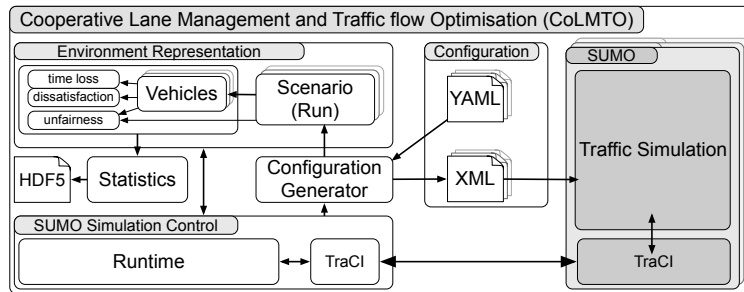 Cooperative Lane Management and Traffic flow Optimisation (CoLMTO)
Environment Representation
Configuration
SUMO
time loss
dissatisfaction
unfairness
Vehicles
Scenario
(Run)
YAML
Traffic Simulation
HDF5
Statistics
Configuration
Generator
XML
SUMO Simulation Control
Runtime
TraCI
TraCI